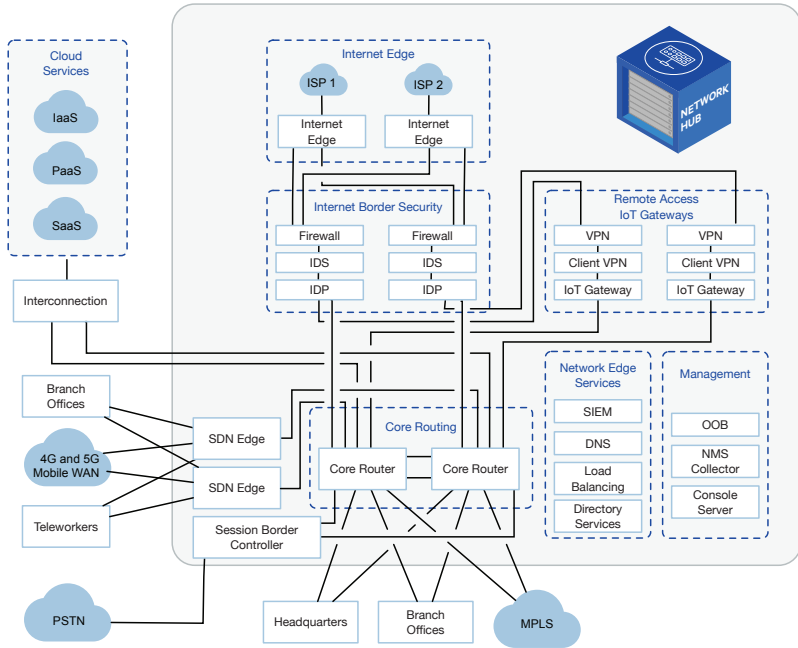 Cloud
Services
IaaS
PaaS
SaaS
Interconnection
Internet Edge
ISP 1
ISP 2
Internet
Edge
Internet
Edge
NETWORK
HUB
Internet Border Security
Firewall
IDS
IDP
Firewall
IDS
IDP
Remote Access
IoT Gateways
VPN
Client VPN
IoT Gateway
VPN
Client VPN
IoT Gateway
Branch
Offices
4G and 5G
Mobile WAN
Teleworkers
SDN Edge
SDN Edge
Session Border
Controller
Core Routing
Core Router
Core Router
Network Edge
Services
SIEM
DNS
Load
Balancing
Directory
Services
Management
OOB
NMS
Collector
Console
Server
PSTN
Headquarters
Branch
Offices
MPLS